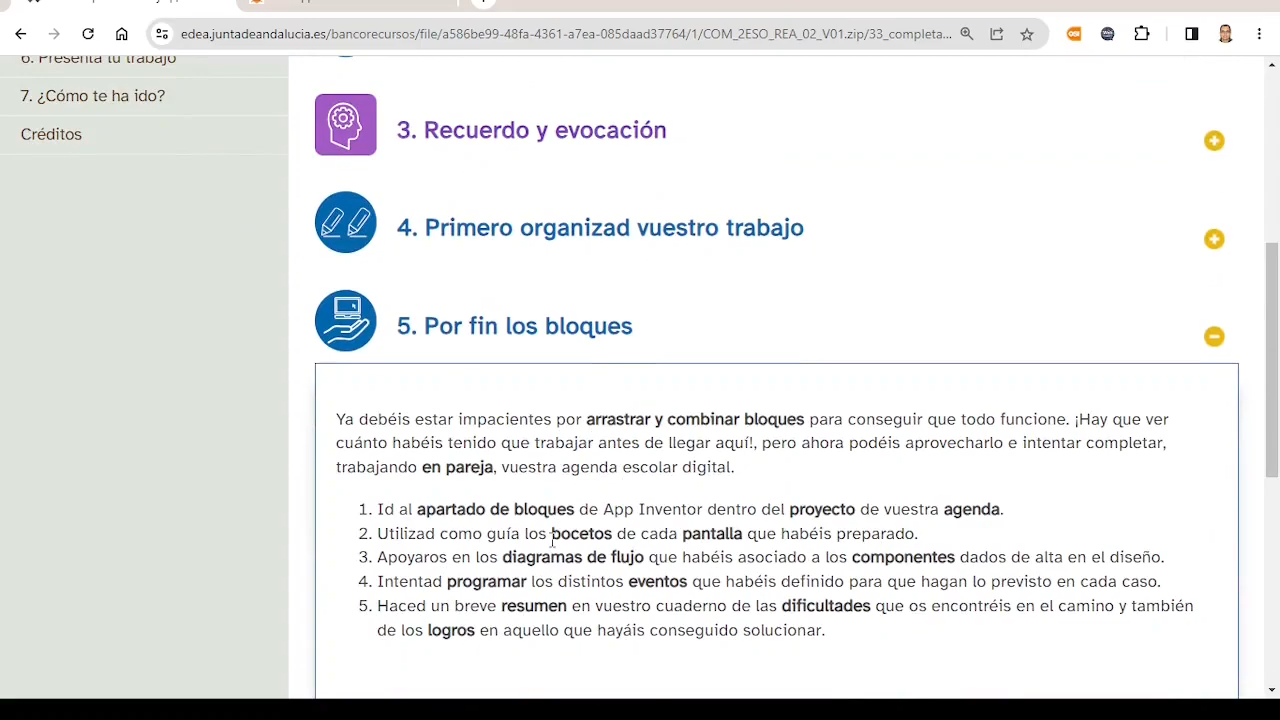 edea.juntadeandalucia.es/bancorecursos/file/a586be99-48fa-4361-a7ea-085daad37764/1/COM_2ESO_REA_02_V01.zip/33_completa...
6. Presenta tu trabajo
7. ¿Cómo te ha ido?
Créditos
3. Recuerdo y evocación
4. Primero organizad vuestro trabajo
5. Por fin los bloques
Ya debéis estar impacientes por arrastrar y combinar bloques para conseguir que todo funcione. ¡Hay que ver
cuánto habéis tenido que trabajar antes de llegar aquí!, pero ahora podéis aprovecharlo e intentar completar,
trabajando en pareja, vuestra agenda escolar digital.
1. Id al apartado de bloques de App Inventor dentro del proyecto de vuestra agenda.
2. Utilizad como guía los bocetos de cada pantalla que habéis preparado.
3. Apoyaros en los diagramas de flujo que habéis asociado a los componentes dados de alta en el diseño.
4. Intentad programar los distintos eventos que habéis definido para que hagan lo previsto en cada caso.
5. Haced un breve resumen en vuestro cuaderno de las dificultades que os encontréis en el camino y también
de los logros en aquello que hayáis conseguido solucionar.